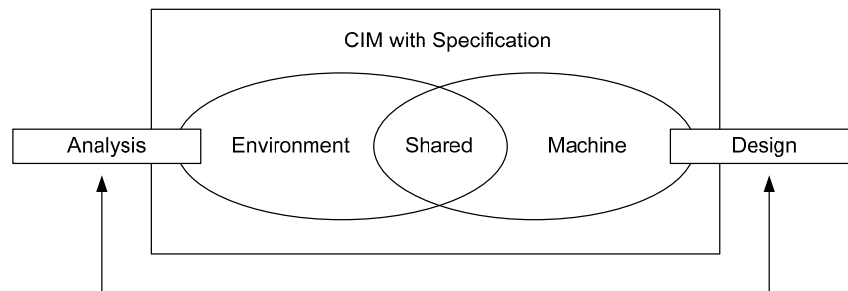 CIM with Specification
Analysis Environment Shared Machine Design